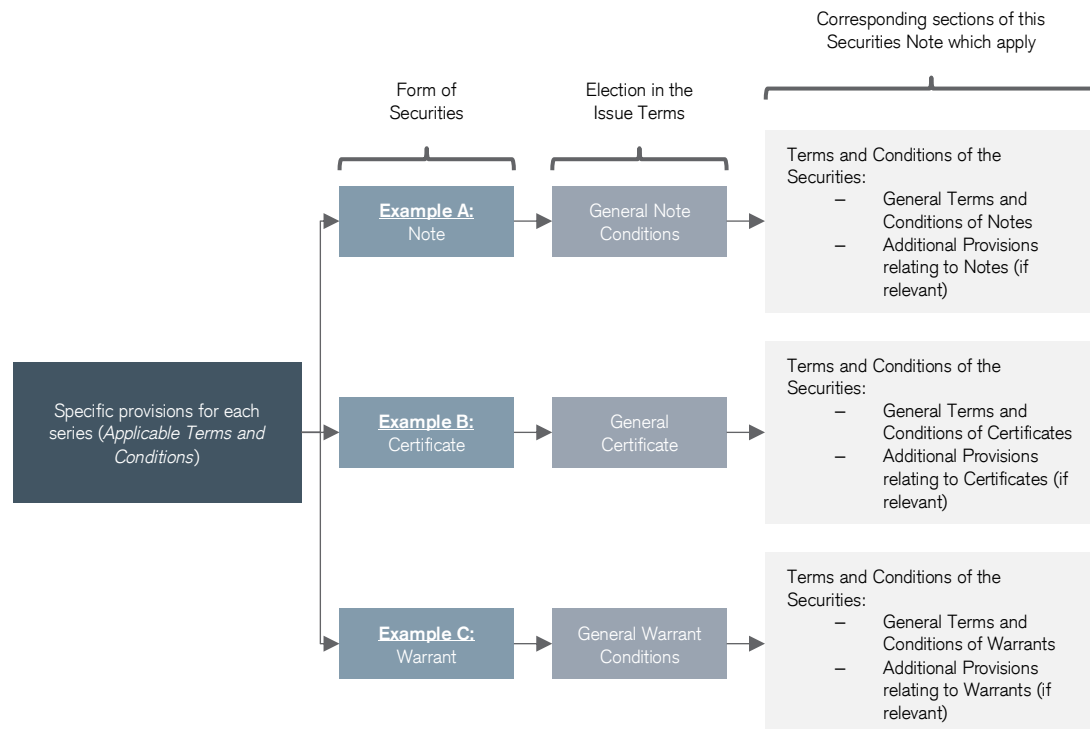 Corresponding sections of this
Securities Note which apply
Form of
Securities
Election in the
Issue Terms
Terms and Conditions of the
Securities:
– General Terms and
Conditions of Notes
– Additional Provisions
relating to Notes (if
relevant)
Example A:
Note
General Note
Conditions
Specific provisions for each
series (Applicable Terms and
Conditions)
Example B:
Certificate
General
Certificate
Terms and Conditions of the
Securities:
– General Terms and
Conditions of Certificates
– Additional Provisions
relating to Certificates (if
relevant)
Example C:
Warrant
General Warrant
Conditions
Terms and Conditions of the
Securities:
– General Terms and
Conditions of Warrants
– Additional Provisions
relating to Warrants (if
relevant)